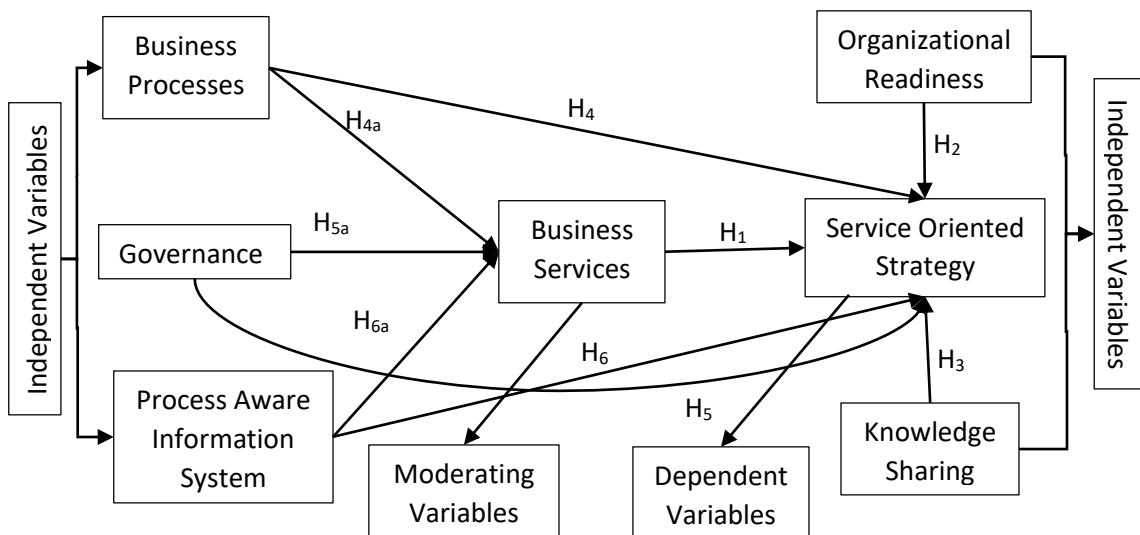 Business
Processes
Organizational
Readiness
Independent Variables
Independent Variables
H4
H4a
H2
Governance
H5a
Business
Services
H1
Service Oriented
Strategy
H6a
H6
H3
Process Aware
Information
System
H5
Moderating
Variables
Dependent
Variables
Knowledge
Sharing